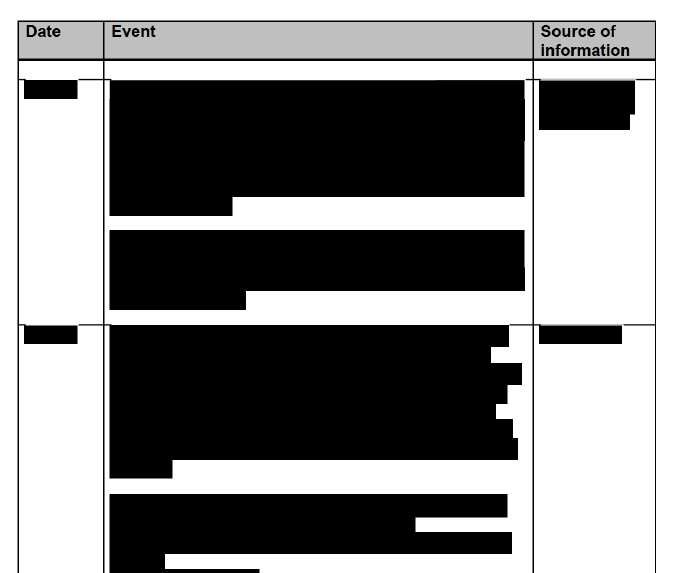 Date
Event
Source of
information